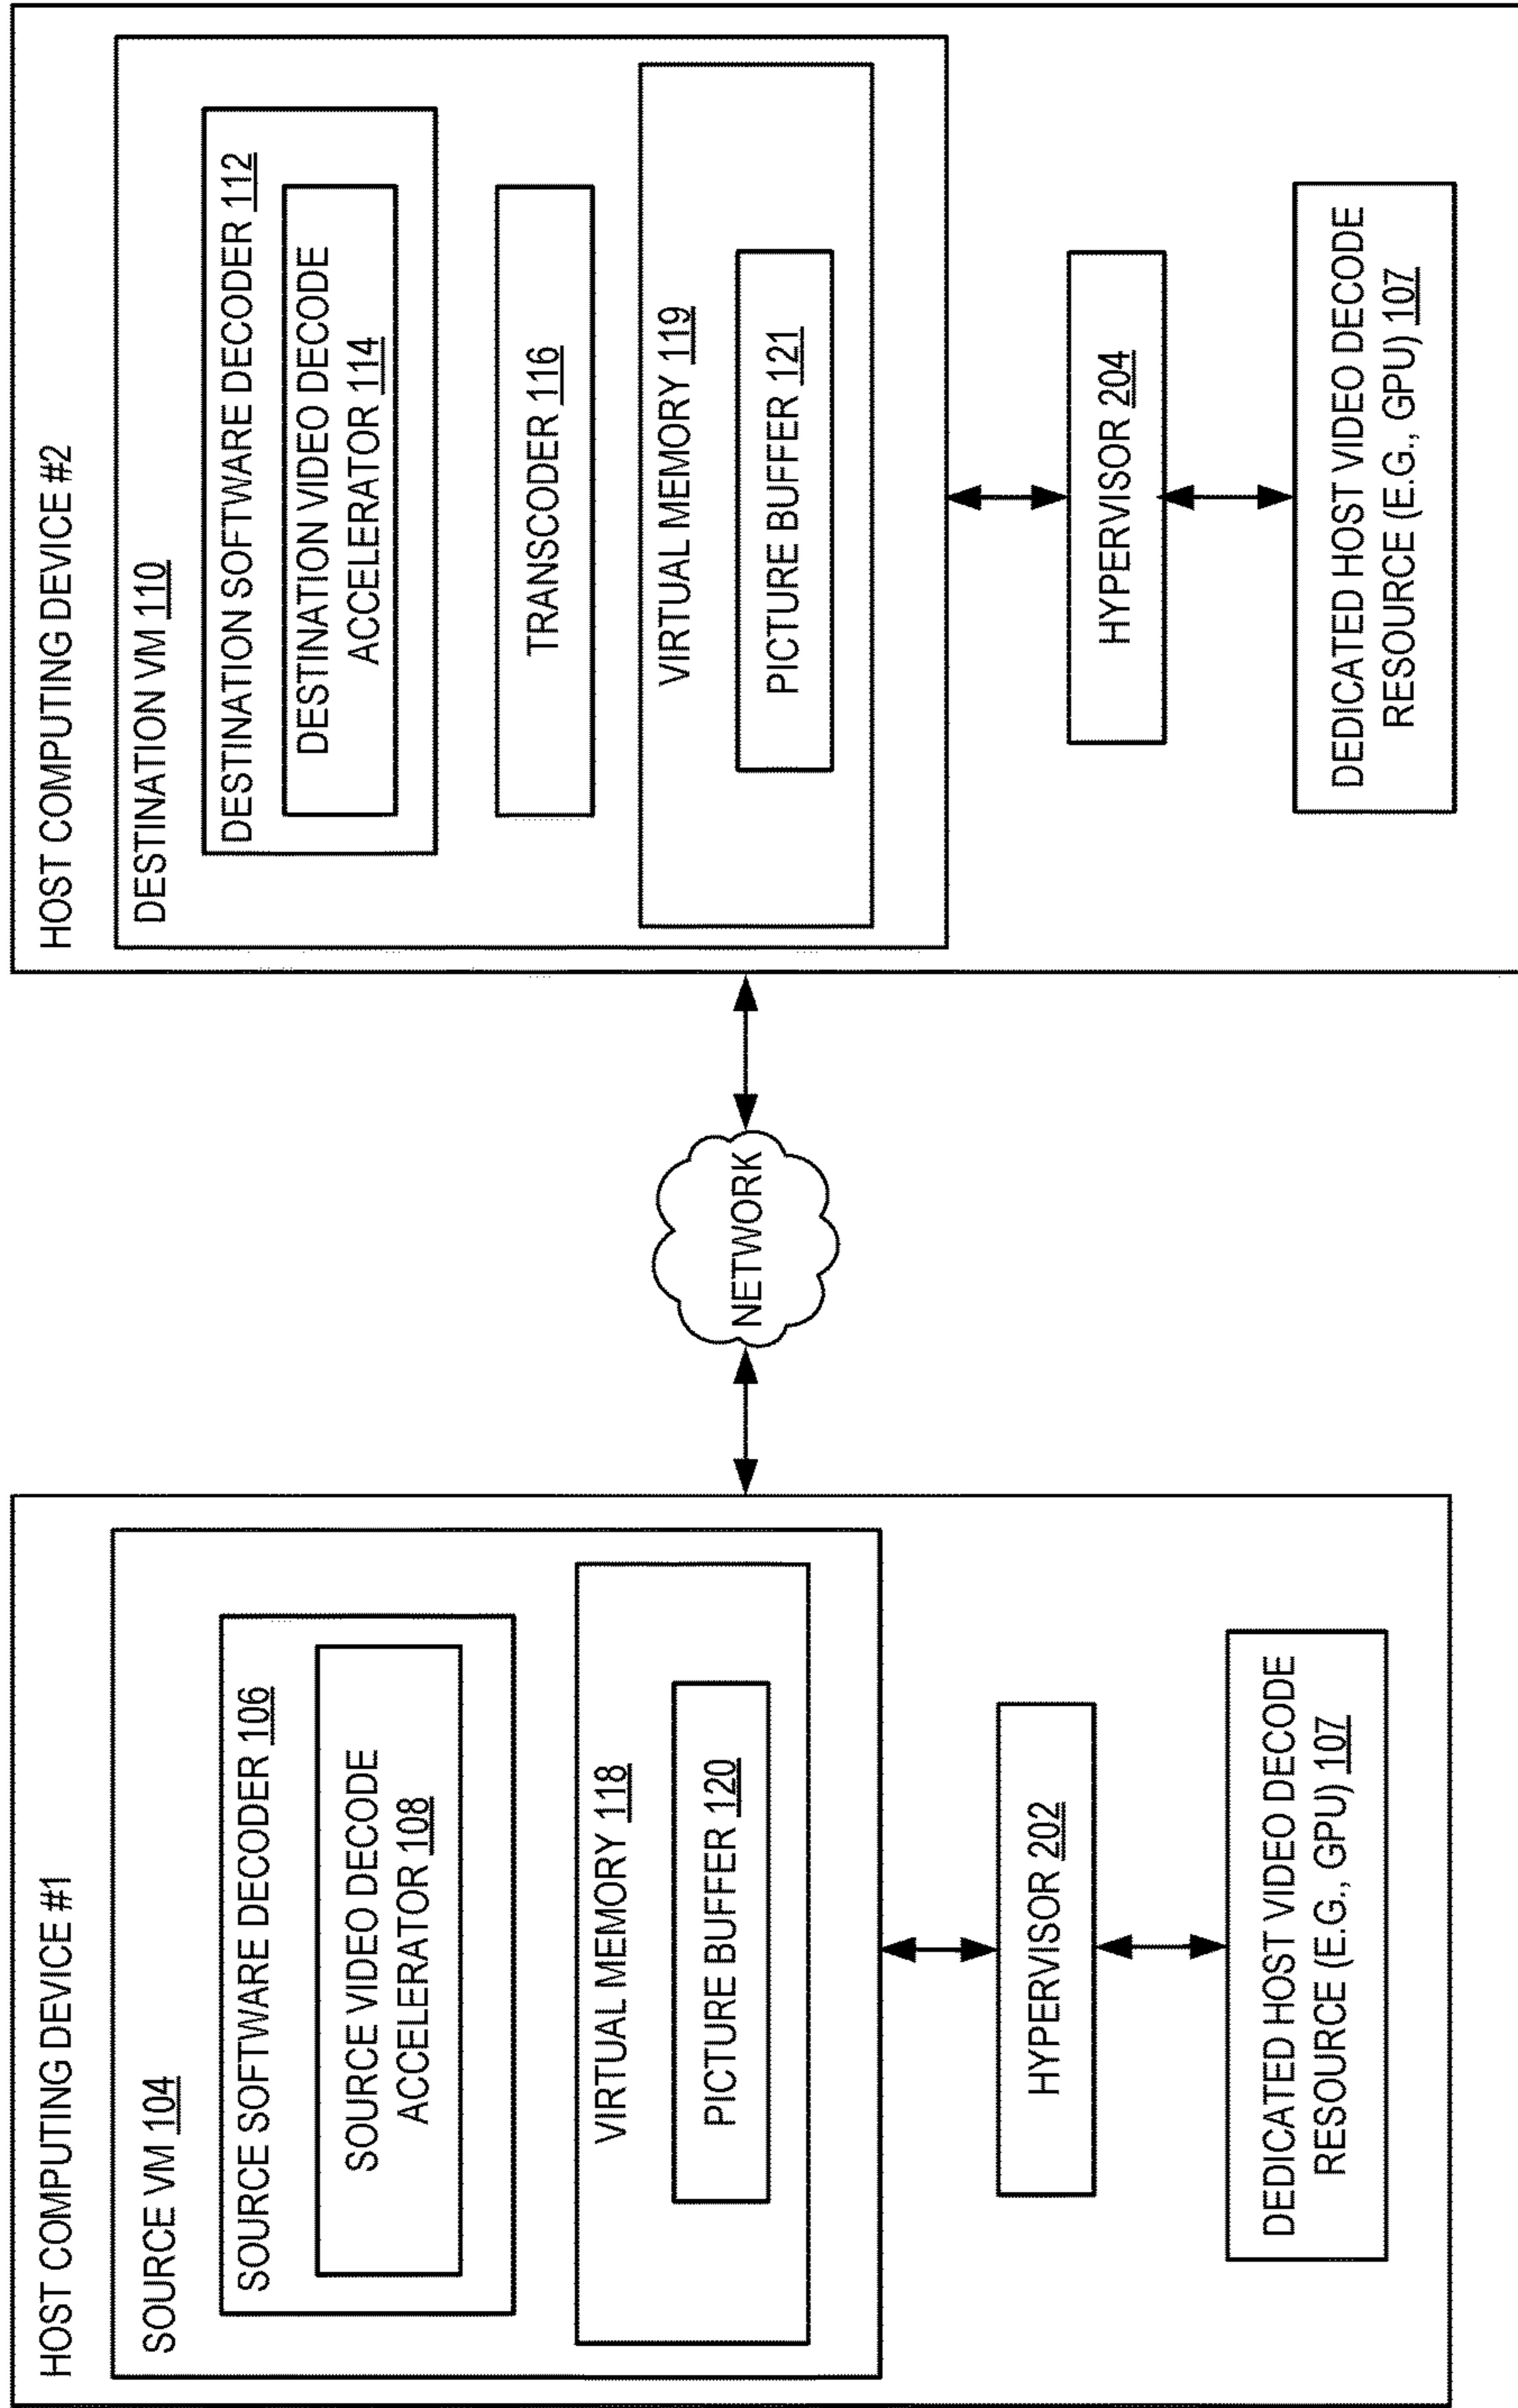 HOST COMPUTING DEVICE #1
SOURCE VM 104
SOURCE SOFTWARE DECODER 106
SOURCE VIDEO DECODE
ACCELERATOR 108
VIRTUAL MEMORY 118
PICTURE BUFFER 120
HYPERVISOR 202
DEDICATED HOST VIDEO DECODE
RESOURCE (E.G., GPU) 107
NETWORK
HOST COMPUTING DEVICE #2
DESTINATION VM 110
DESTINATION SOFTWARE DECODER 112
DESTINATION VIDEO DECODE
ACCELERATOR 114
TRANSCODER 116
VIRTUAL MEMORY 119
PICTURE BUFFER 121
HYPERVISOR 204
DEDICATED HOST VIDEO DECODE
RESOURCE (E.G., GPU) 107